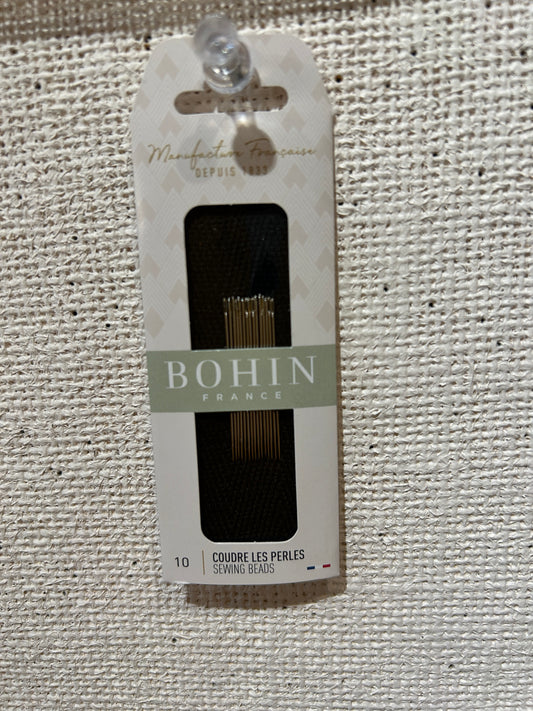 Manufacture Française
DEPUIS 1833
BOHIN
FRANCE
10
COUDRE LES PERLES
SEWING BEADS